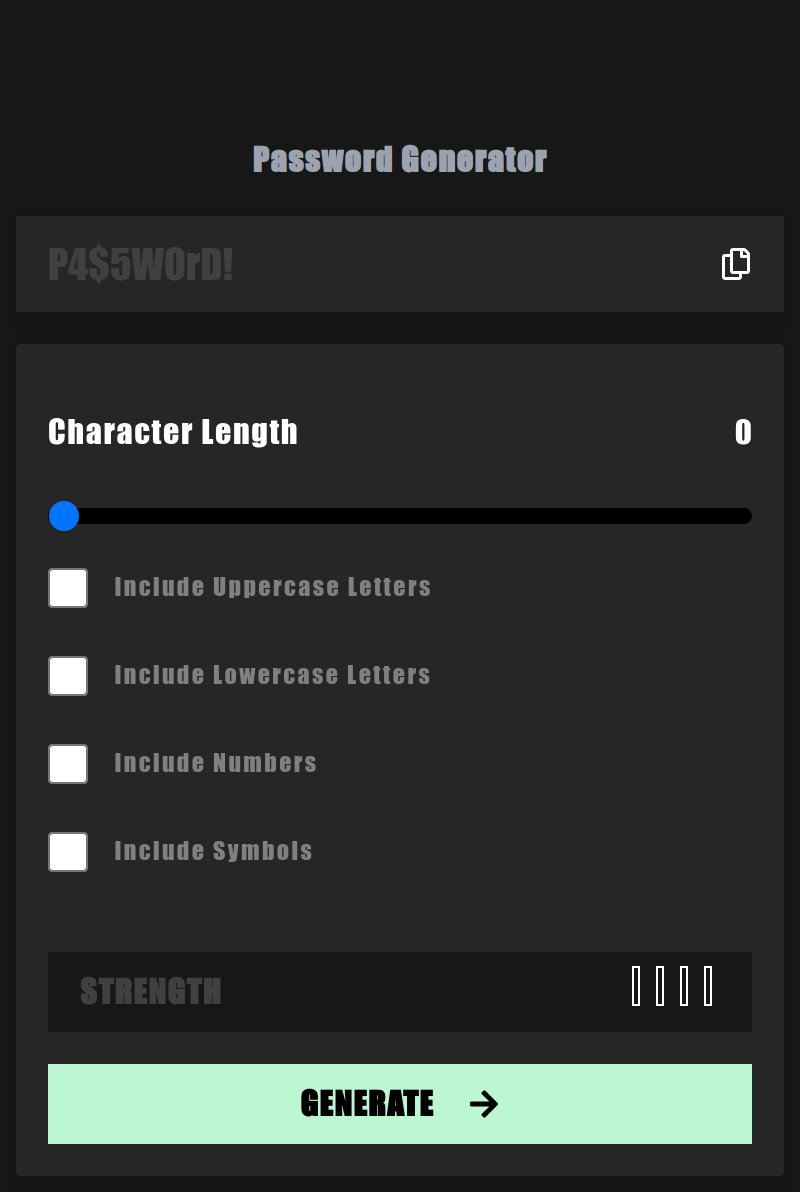 Password Generator
P4$5W0rD!
Character Length 0
Include Uppercase Letters
Include Lowercase Letters
Include Numbers
Include Symbols
STRENGTH
GENERATE